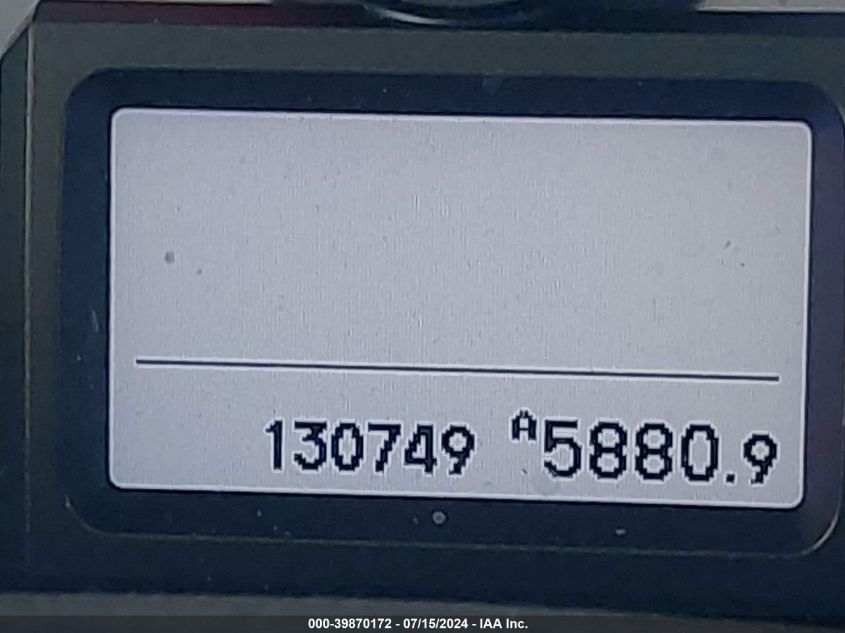 130749 A5880.9
000-39870172 - 07/15/2024 - IAA Inc.